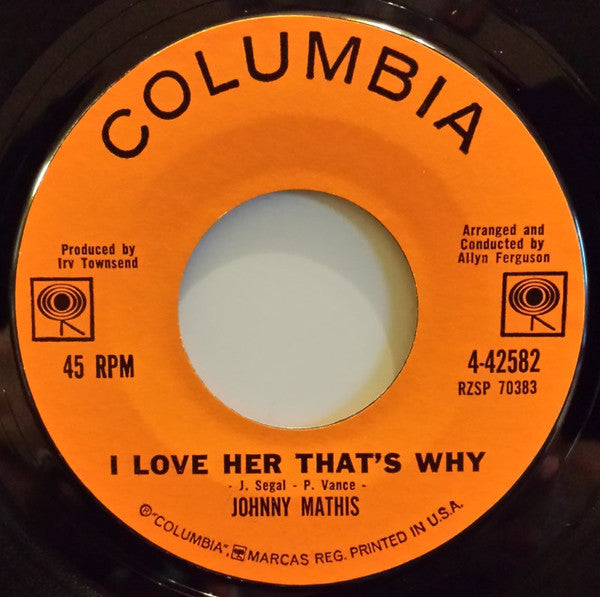 COLUMBIA
Produced by
Irv Townsend
Arranged and
Conducted by
Allyn Ferguson
45 RPM
4-42582
RZSP 70383
I LOVE HER THAT'S WHY
- J. Segal - P. Vance -
JOHNNY MATHIS
®"COLUMBIA", MARCAS REG. PRINTED IN U.S.A.